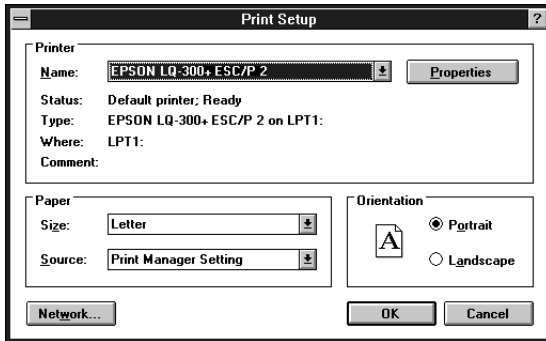 Print Setup
?
Printer
Name: EPSON LQ-300+ ESC/P 2 Properties
Status: Default printer; Ready
Type: EPSON LQ-300+ ESC/P 2 on LPT1:
Where: LPT1:
Comment:
Paper
Size: Letter
Source: Print Manager Setting
Orientation
A
Portrait
Landscape
Network... OK Cancel